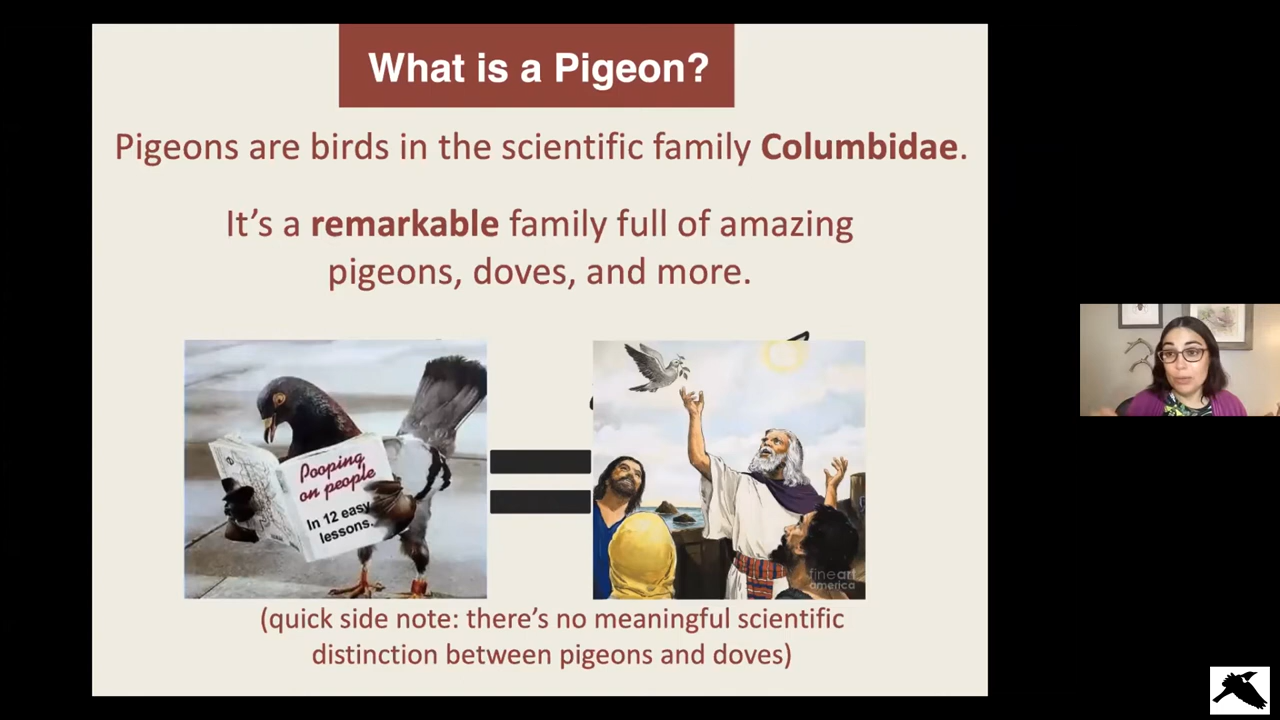 What is a Pigeon?
Pigeons are birds in the scientific family Columbidae.
It's a remarkable family full of amazing
pigeons, doves, and more.
Pooping
on people
In 12 easy
lessons.
fineart
america
(quick side note: there's no meaningful scientific
distinction between pigeons and doves)